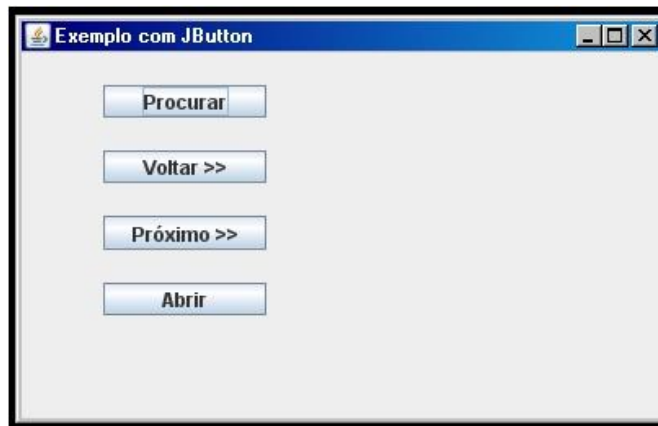 Exemplo com JButton
Procurar
Voltar >>
Próximo >>
Abrir